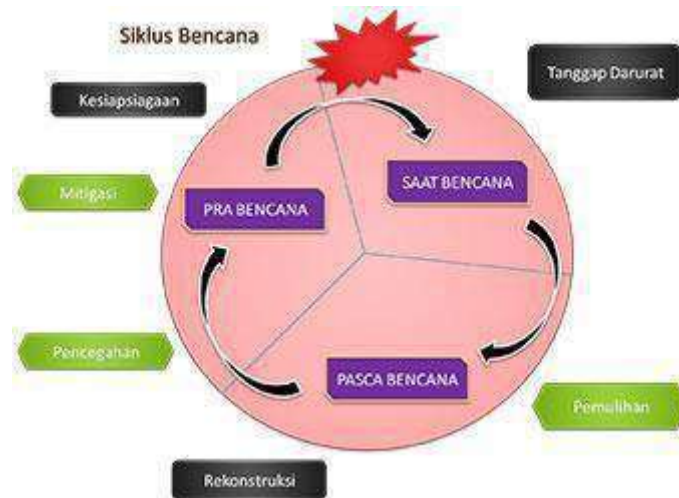 Siklus Bencana
Tanggap Darurat
Kesiapsiagaan
Mitigasi
PRA BENCANA
SAAT BENCANA
Pencegahan
PASCA BENCANA
Pemulihan
Rekonstruksi